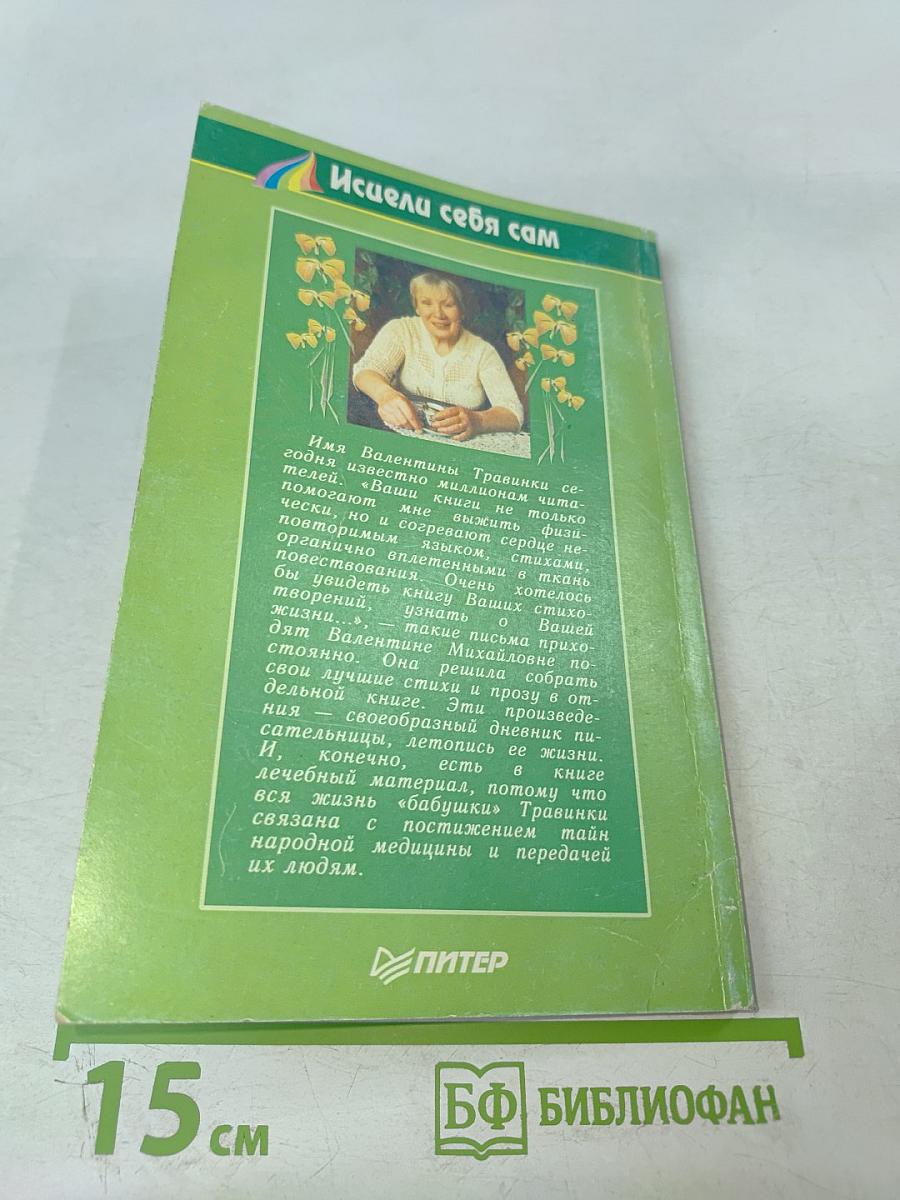 Исцели себя сам
Имя Валентины Травинки се-
годня известно миллионам чита-
телей. «Ваши книги не только
помогают мне выжить физи-
чески, но и согревают сердце не-
повторимым языком, стихами,
органично вплетенными в ткань
повествования. Очень хотелось
бы увидеть книгу Ваших стихо-
творений, узнать о Вашей
жизни...», — такие письма прихо-
дят Валентине Михайловне по-
стоянно. Она решила собрать
свои лучшие стихи и прозу в от-
дельной книге. Эти произведе-
ния — своеобразный дневник пи-
сательницы, летопись ее жизни.
И, конечно, есть в книге
лечебный материал, потому что
вся жизнь «бабушки» Травинки
связана с постижением тайн
народной медицины и передачей
их людям.
ПИТЕР
15 см
БФ БИБЛИОФАН